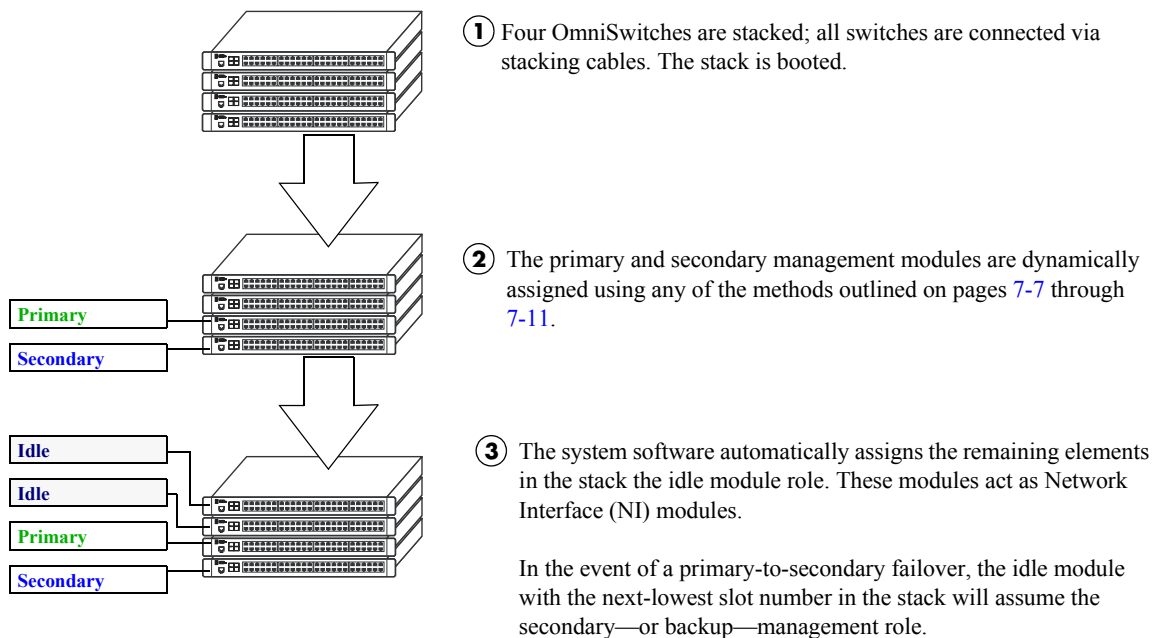 1 Four OmniSwitches are stacked; all switches are connected via
stacking cables. The stack is booted.
2 The primary and secondary management modules are dynamically
assigned using any of the methods outlined on pages 7-7 through
7-11.
Primary
Secondary
Idle
Idle
Primary
Secondary
3 The system software automatically assigns the remaining elements
in the stack the idle module role. These modules act as Network
Interface (NI) modules.
In the event of a primary-to-secondary failover, the idle module
with the next-lowest slot number in the stack will assume the
secondary—or backup—management role.